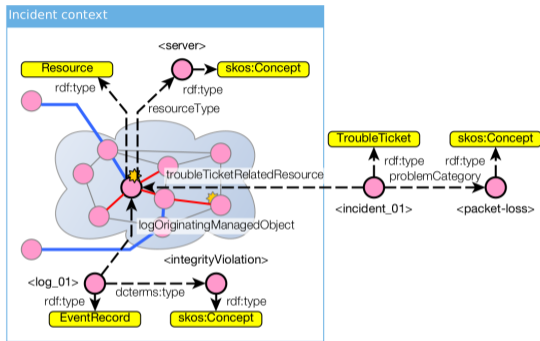 Incident context
<server>
Resource
skos:Concept
rdf:type
rdf:type
resourceType
TroubleTicket
skos:Concept
rdf:type
rdf:type
troubleTicketRelatedResource
problemCategory
<incident_01>
<packet-loss>
logOriginatingManagedObject
<integrityViolation>
<log_01>
dcterms:type
rdf:type
rdf:type
EventRecord
skos:Concept